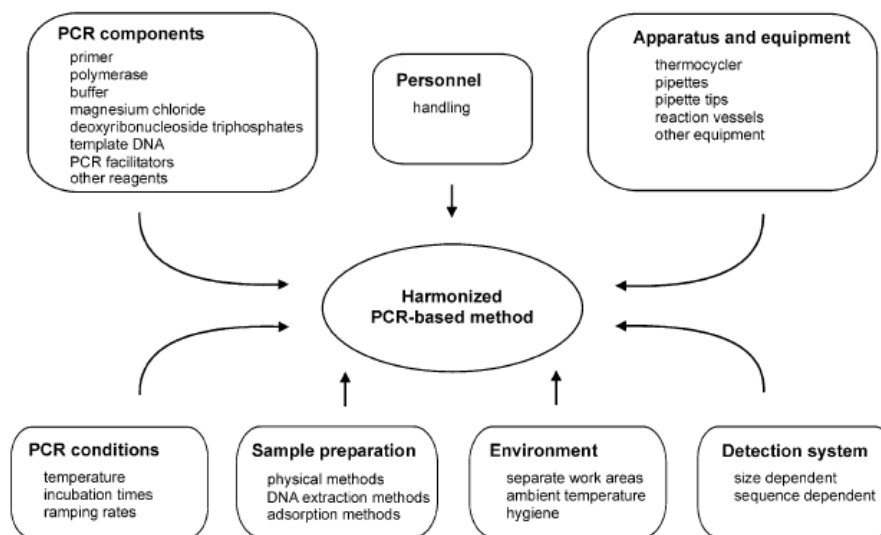 PCR components
primer
polymerase
buffer
magnesium chloride
deoxyribonucleoside triphosphates
template DNA
PCR facilitators
other reagents
Personnel
handling
Apparatus and equipment
thermocycler
pipettes
pipette tips
reaction vessels
other equipment
Harmonized
PCR-based method
PCR conditions
temperature
incubation times
ramping rates
Sample preparation
physical methods
DNA extraction methods
adsorption methods
Environment
separate work areas
ambient temperature
hygiene
Detection system
size dependent
sequence dependent